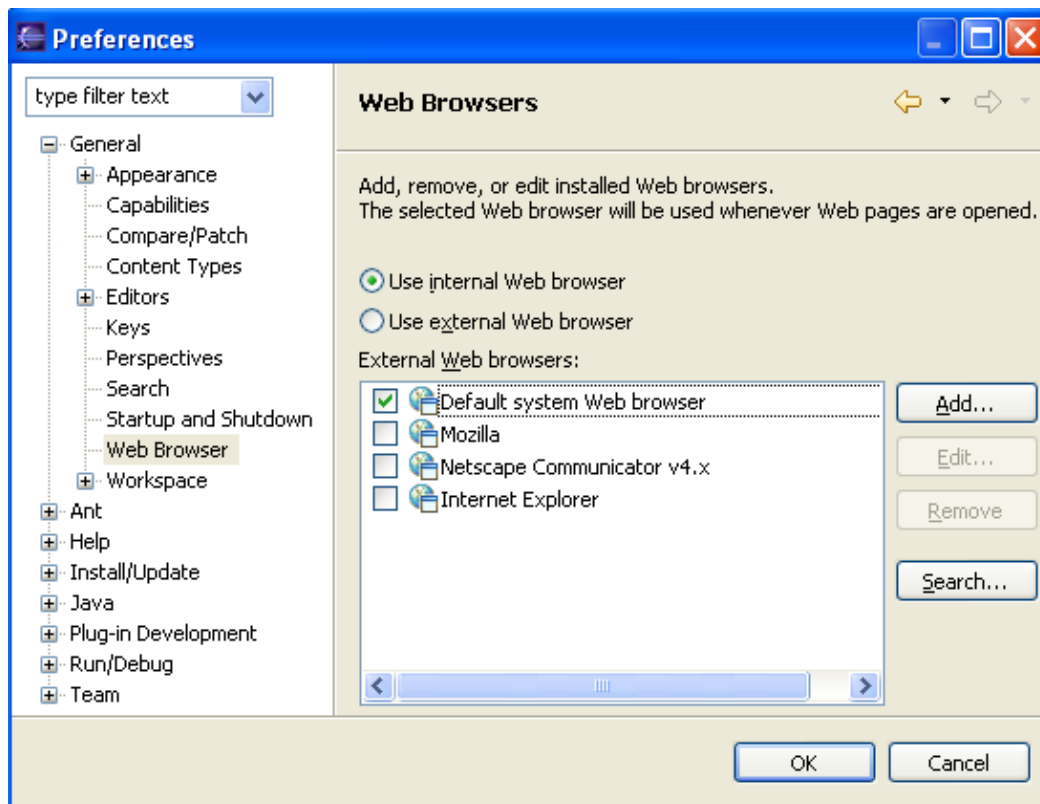 Preferences
type filter text
General
Appearance
Capabilities
Compare/Patch
Content Types
Editors
Keys
Perspectives
Search
Startup and Shutdown
Web Browser
Workspace
Ant
Help
Install/Update
Java
Plug-in Development
Run/Debug
Team
Web Browsers
Add, remove, or edit installed Web browsers.
The selected Web browser will be used whenever Web pages are opened.
Use internal Web browser
Use external Web browser
External Web browsers:
Default system Web browser
Mozilla
Netscape Communicator v4.x
Internet Explorer
Add...
Edit...
Remove
Search...
OK
Cancel